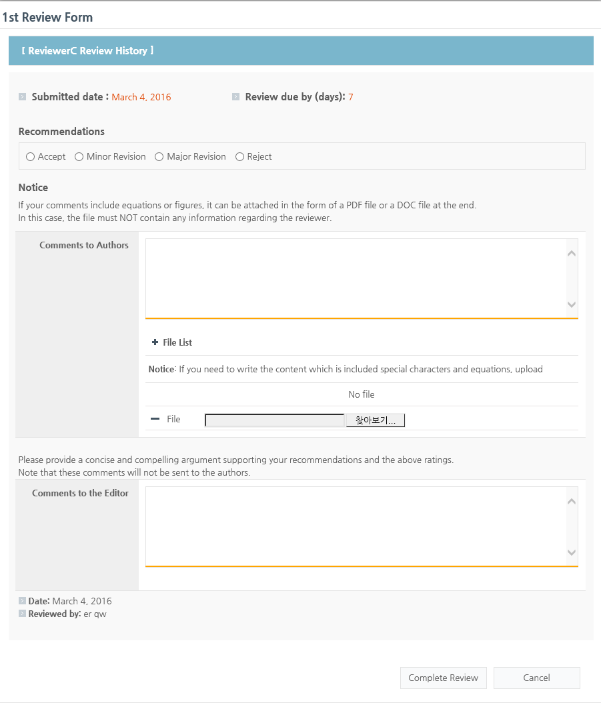 1st Review Form
[ ReviewerC Review History ]
Submitted date : March 4, 2016 Review due by (days): 7
Recommendations
Accept Minor Revision Major Revision Reject
Notice
If your comments include equations or figures, it can be attached in the form of a PDF file or a DOC file at the end.
In this case, the file must NOT contain any information regarding the reviewer.
Comments to Authors
+ File List
Notice: If you need to write the content which is included special characters and equations, upload
No file
− File 찾아보기...
Please provide a concise and compelling argument supporting your recommendations and the above ratings.
Note that these comments will not be sent to the authors.
Comments to the Editor
Date: March 4, 2016
Reviewed by: er qw
Complete Review Cancel